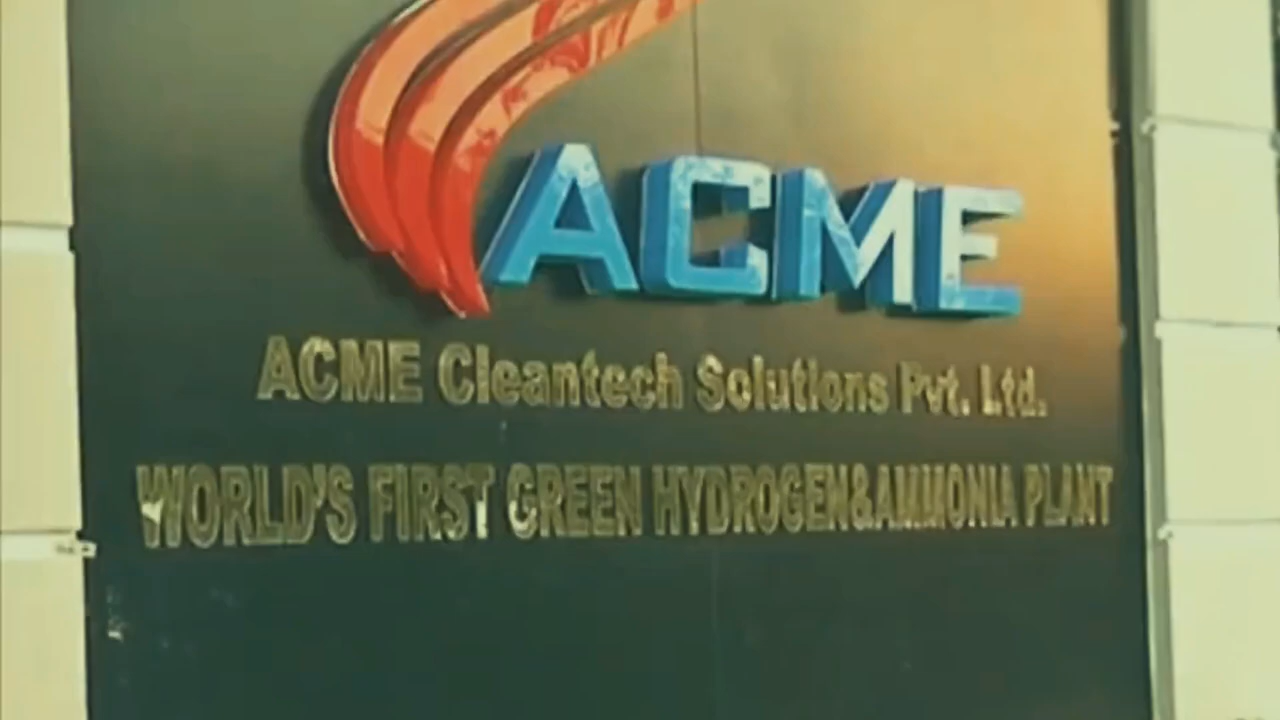 ACME
ACME Cleantech Solutions Pvt. Ltd.
WORLD'S FIRST GREEN HYDROGEN&AMMONIA PLANT